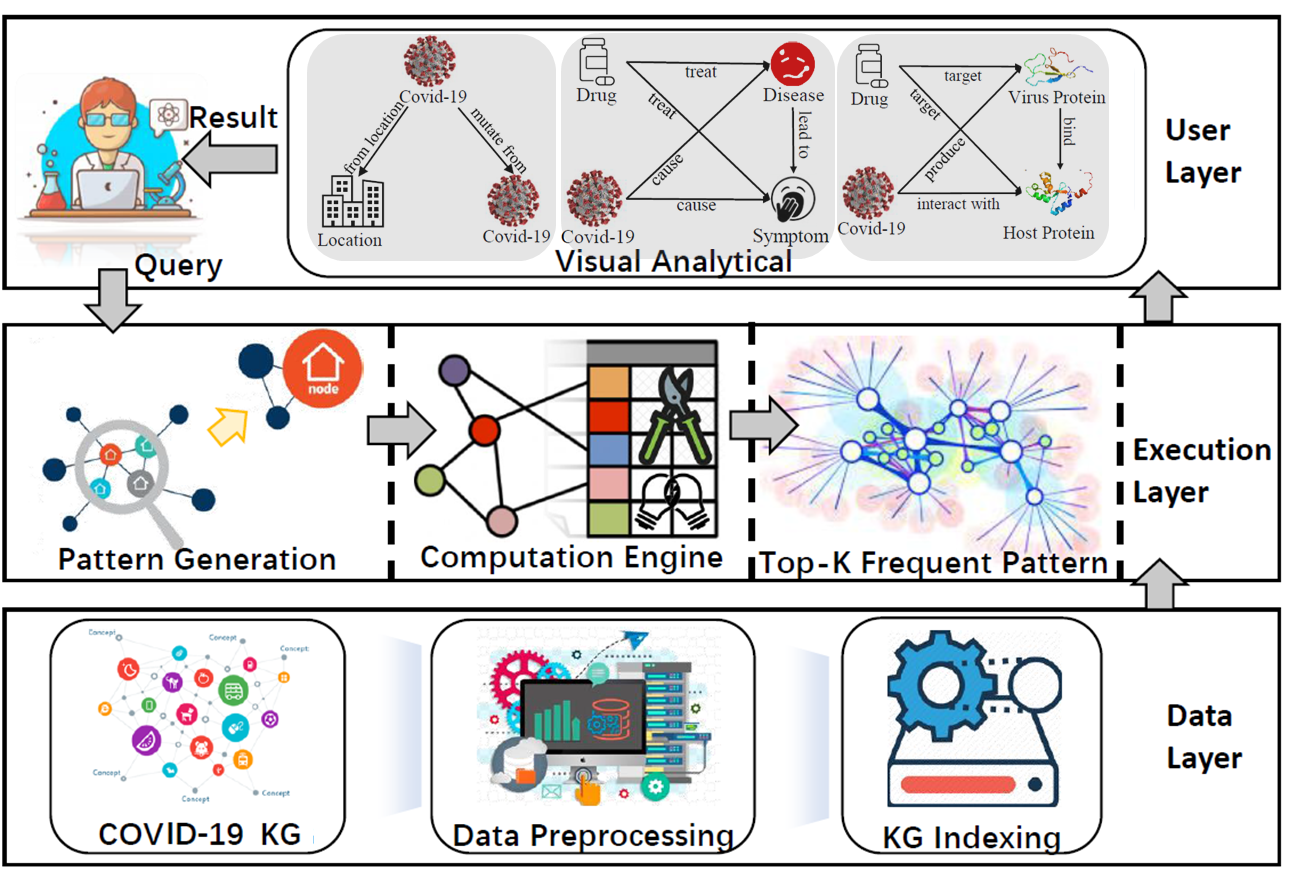 Result
Query
Covid-19
from location
mutate from
Location
Covid-19
Drug
treat
Disease
treat
lead to
cause
cause
Covid-19
Symptom
Drug
target
Virus Protein
target
bind
produce
interact with
Covid-19
Host Protein
Visual Analytical
User
Layer
node
Pattern Generation
Computation Engine
Top-K Frequent Pattern
Execution
Layer
Concept
Concept
Concept
Concept
Concept
Concept
COVID-19 KG
Data Preprocessing
KG Indexing
Data
Layer